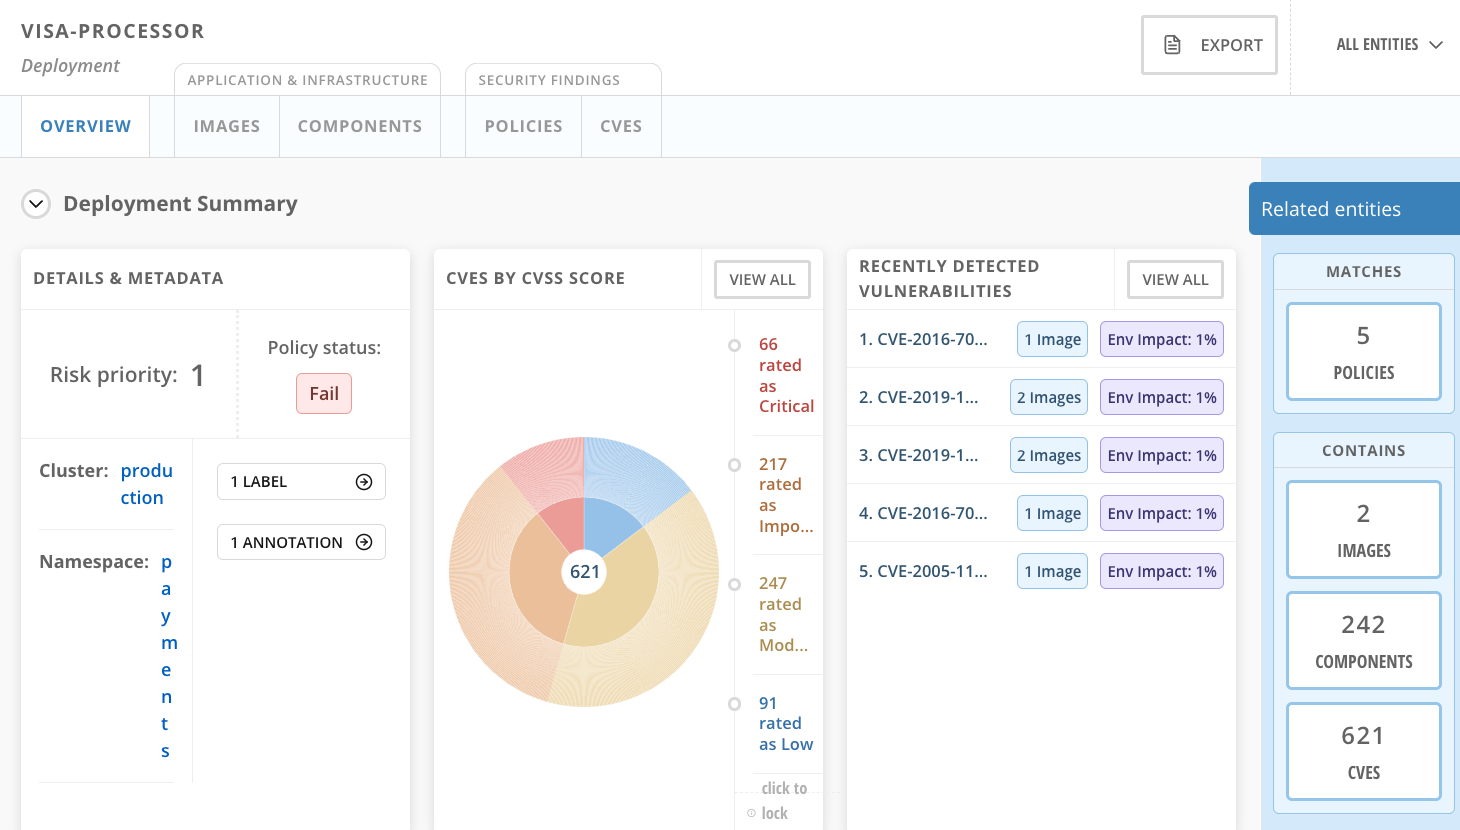 VISA-PROCESSOR
Deployment
EXPORT
ALL ENTITIES
APPLICATION & INFRASTRUCTURE
SECURITY FINDINGS
OVERVIEW
IMAGES
COMPONENTS
POLICIES
CVES
Deployment Summary
Related entities
DETAILS & METADATA
Risk priority: 1
Policy status:
Fail
Cluster: produ
ction
Namespace: p
a
y
m
e
n
t
s
1 LABEL
1 ANNOTATION
CVES BY CVSS SCORE
VIEW ALL
621
66
rated
as
Critical
217
rated
as
Impo...
247
rated
as
Mod...
91
rated
as Low
click to
lock
RECENTLY DETECTED
VULNERABILITIES
VIEW ALL
1. CVE-2016-70... 1 Image Env Impact: 1%
2. CVE-2019-1... 2 Images Env Impact: 1%
3. CVE-2019-1... 2 Images Env Impact: 1%
4. CVE-2016-70... 1 Image Env Impact: 1%
5. CVE-2005-11... 1 Image Env Impact: 1%
MATCHES
5
POLICIES
CONTAINS
2
IMAGES
242
COMPONENTS
621
CVES